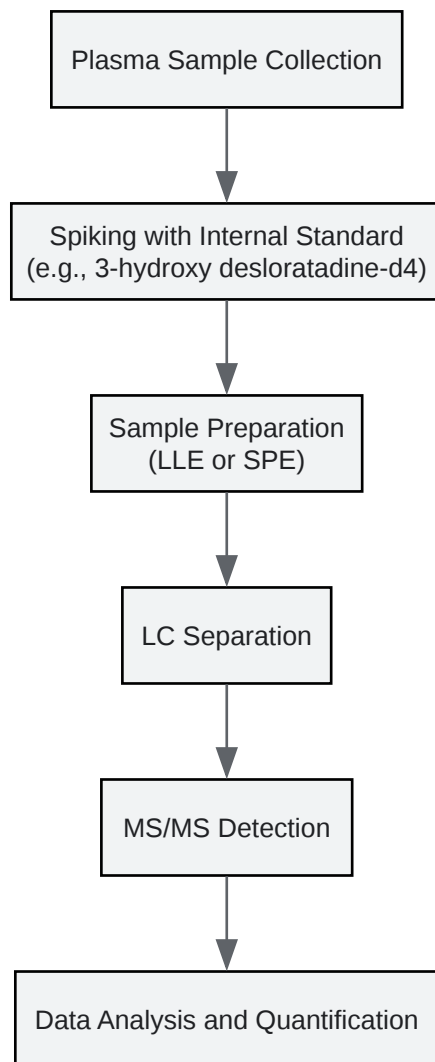 Plasma Sample Collection
Spiking with Internal Standard
(e.g., 3-hydroxy desloratadine-d4)
Sample Preparation
(LLE or SPE)
LC Separation
MS/MS Detection
Data Analysis and Quantification